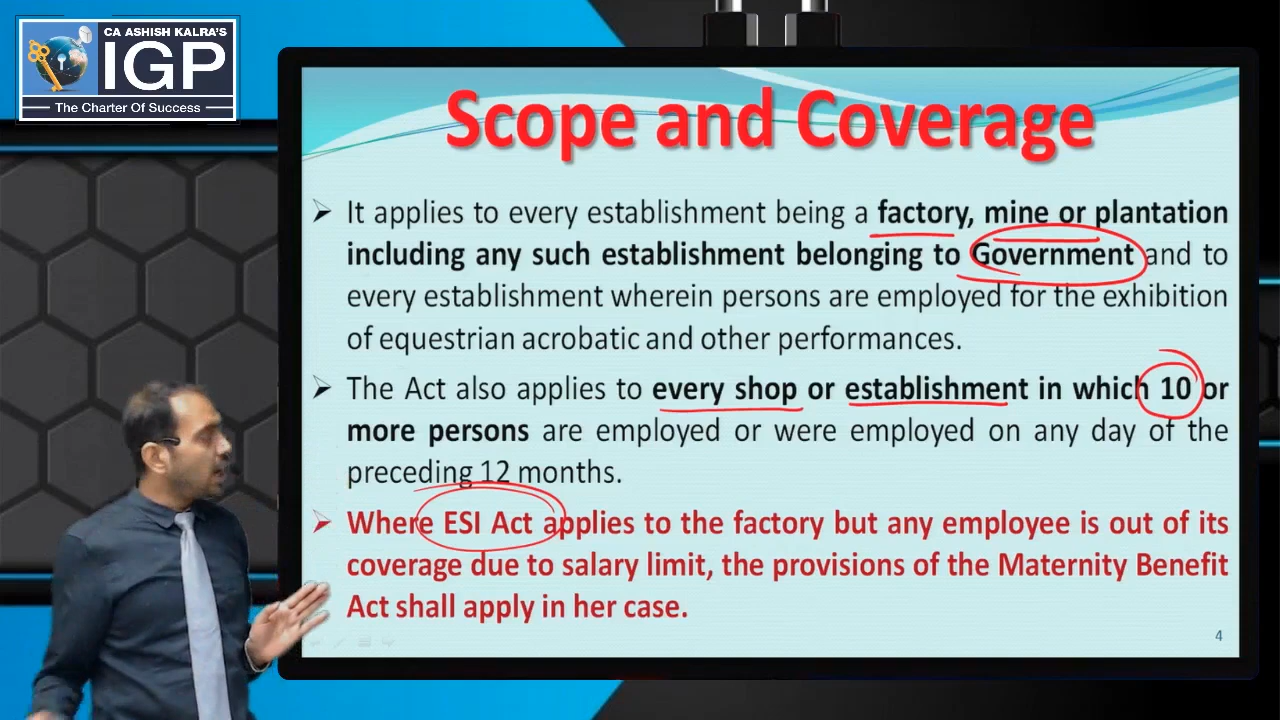 CA ASHISH KALRA'S
IGP
The Charter Of Success
Scope and Coverage
➢ It applies to every establishment being a factory, mine or plantation
including any such establishment belonging to Government and to
every establishment wherein persons are employed for the exhibition
of equestrian acrobatic and other performances.
➢ The Act also applies to every shop or establishment in which 10 or
more persons are employed or were employed on any day of the
preceding 12 months.
➢ Where ESI Act applies to the factory but any employee is out of its
coverage due to salary limit, the provisions of the Maternity Benefit
Act shall apply in her case.
4